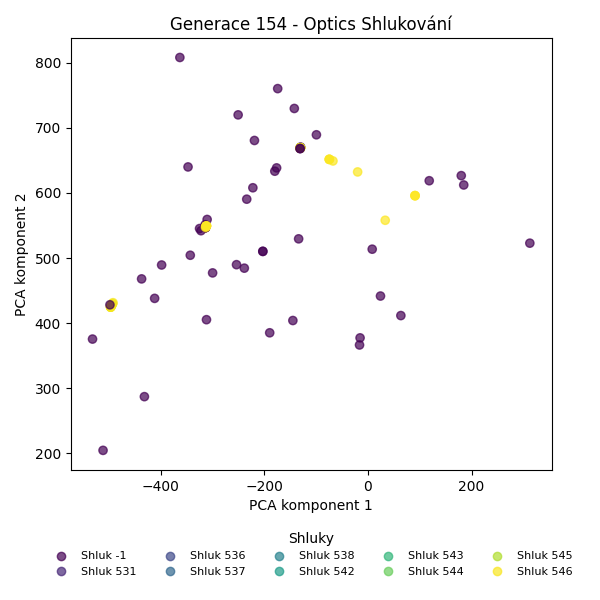 Generace 154 - Optics Shlukování
PCA komponent 2
800
700
600
500
400
300
200
−400 −200 0 200
PCA komponent 1
Shluky
Shluk -1 Shluk 536 Shluk 538 Shluk 543 Shluk 545
Shluk 531 Shluk 537 Shluk 542 Shluk 544 Shluk 546